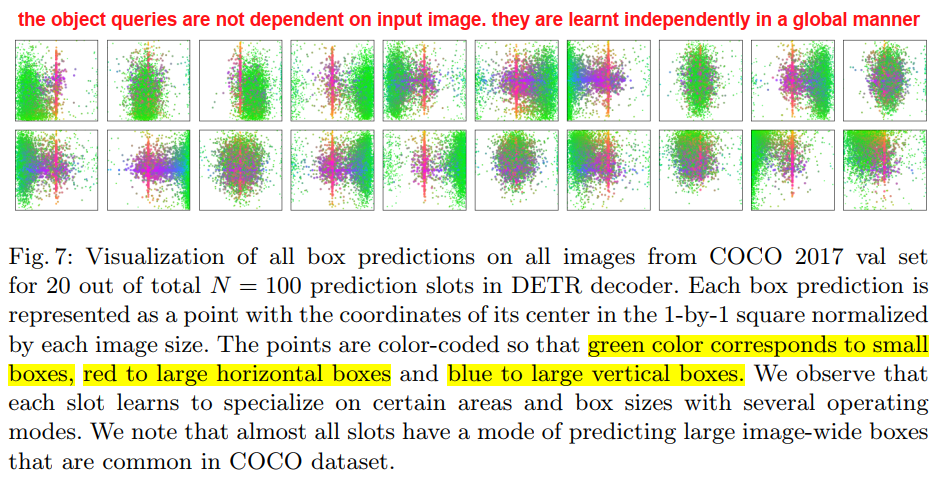 the object queries are not dependent on input image. they are learnt independently in a global manner
Fig. 7: Visualization of all box predictions on all images from COCO 2017 val set
for 20 out of total N = 100 prediction slots in DETR decoder. Each box prediction is
represented as a point with the coordinates of its center in the 1-by-1 square normalized
by each image size. The points are color-coded so that green color corresponds to small
boxes, red to large horizontal boxes and blue to large vertical boxes. We observe that
each slot learns to specialize on certain areas and box sizes with several operating
modes. We note that almost all slots have a mode of predicting large image-wide boxes
that are common in COCO dataset.